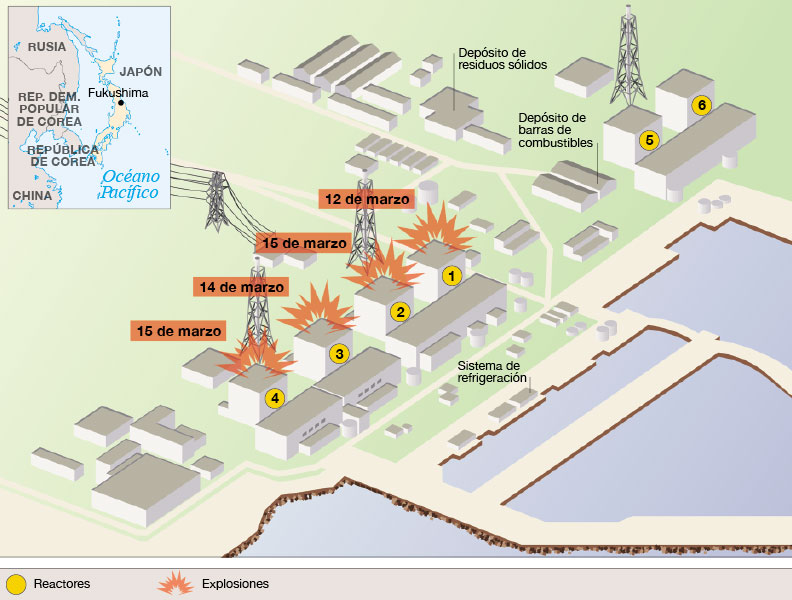 RUSIA
JAPÓN
Fukushima
REP. DEM.
POPULAR
DE COREA
REPÚBLICA
DE COREA
CHINA
Océano
Pacífico
Depósito de
residuos sólidos
Depósito de
barras de
combustibles
6
5
12 de marzo
15 de marzo
14 de marzo
15 de marzo
1
2
3
4
Sistema de
refrigeración
Reactores
Explosiones